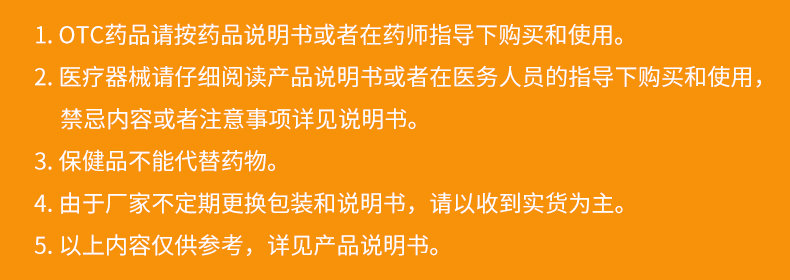 1. OTC药品请按药品说明书或者在药师指导下购买和使用。
2. 医疗器械请仔细阅读产品说明书或者在医务人员的指导下购买和使用，
禁忌内容或者注意事项详见说明书。
3. 保健品不能代替药物。
4. 由于厂家不定期更换包装和说明书，请以收到实货为主。
5. 以上内容仅供参考，详见产品说明书。